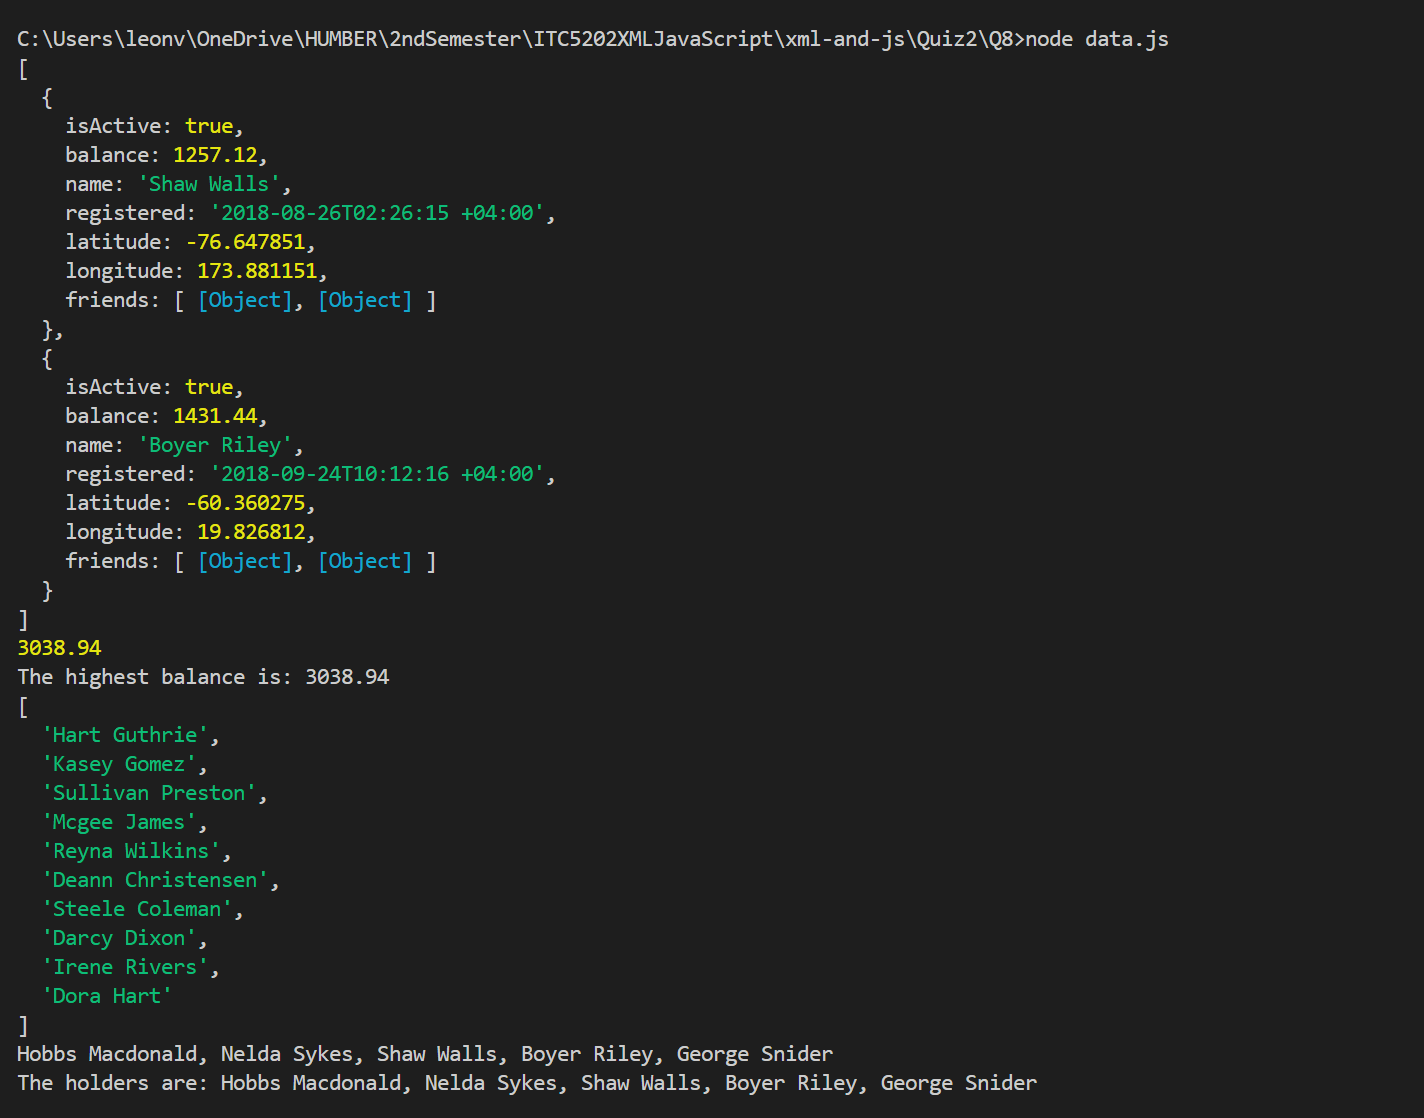 C:\Users\leonv\OneDrive\HUMBER\2ndSemester\ITC5202XMLJavaScript\xml-and-js\Quiz2\Q8>node data.js
[
  {
    isActive: true,
    balance: 1257.12,
    name: 'Shaw Walls',
    registered: '2018-08-26T02:26:15 +04:00',
    latitude: -76.647851,
    longitude: 173.881151,
    friends: [ [Object], [Object] ]
  },
  {
    isActive: true,
    balance: 1431.44,
    name: 'Boyer Riley',
    registered: '2018-09-24T10:12:16 +04:00',
    latitude: -60.360275,
    longitude: 19.826812,
    friends: [ [Object], [Object] ]
  }
]
3038.94
The highest balance is: 3038.94
[
  'Hart Guthrie',
  'Kasey Gomez',
  'Sullivan Preston',
  'Mcgee James',
  'Reyna Wilkins',
  'Deann Christensen',
  'Steele Coleman',
  'Darcy Dixon',
  'Irene Rivers',
  'Dora Hart'
]
Hobbs Macdonald, Nelda Sykes, Shaw Walls, Boyer Riley, George Snider
The holders are: Hobbs Macdonald, Nelda Sykes, Shaw Walls, Boyer Riley, George Snider